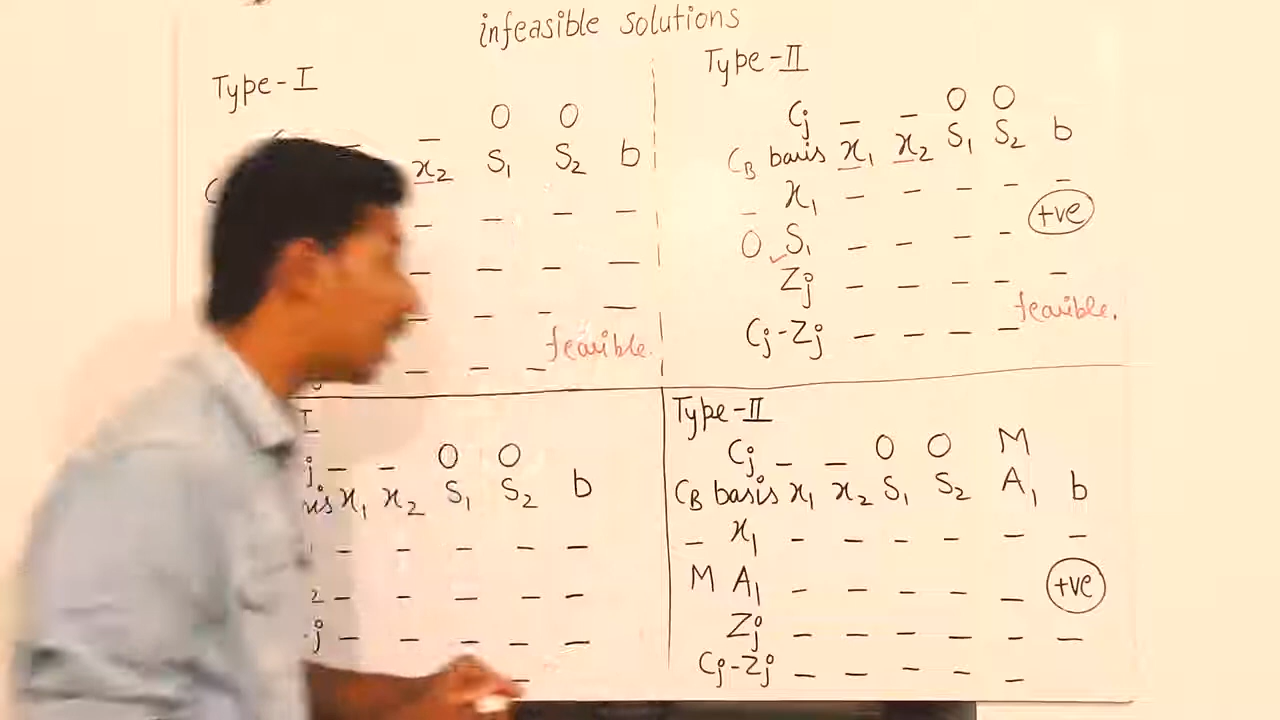 infeasible solutions
Type-I
0 0
x₂ S₁ S₂ b
C
— — — —
— — — —
— — — —
feasible.
— — —
Type-II
Cj — — 0 0
CB basis x₁ x₂ S₁ S₂ b
— x₁ — — — — —
0 S₁ — — — — +ve
Zj — — — — —
feasible.
Cj-Zj — — — —
I
j — — 0 0
is x₁ x₂ S₁ S₂ b
— — — — —
2 — — — — —
j — — — — —
—
Type-II
Cj — — 0 0 M
CB basis x₁ x₂ S₁ S₂ A₁ b
— x₁ — — — — — —
M A₁ — — — — — +ve
Zj — — — — — —
Cj-Zj — — — — —